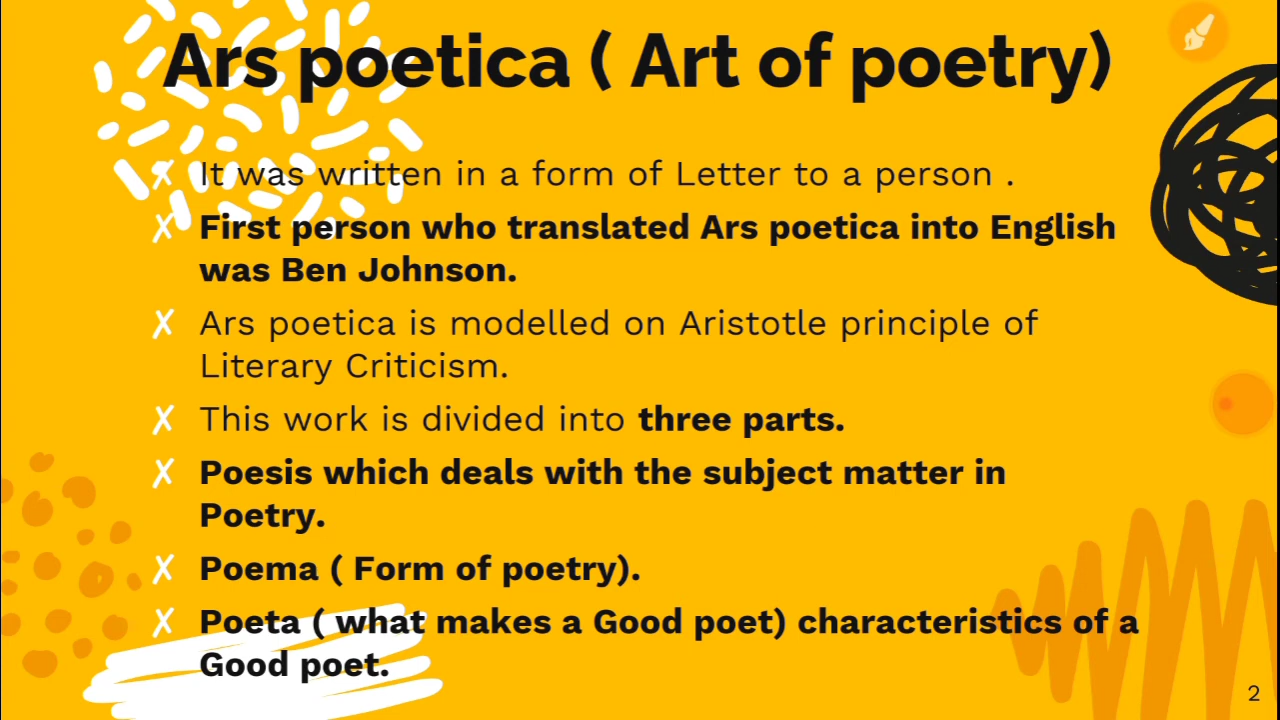 Ars poetica ( Art of poetry)
✗ It was written in a form of Letter to a person .
✗ First person who translated Ars poetica into English
was Ben Johnson.
✗ Ars poetica is modelled on Aristotle principle of
Literary Criticism.
✗ This work is divided into three parts.
✗ Poesis which deals with the subject matter in
Poetry.
✗ Poema ( Form of poetry).
✗ Poeta ( what makes a Good poet) characteristics of a
Good poet.
2